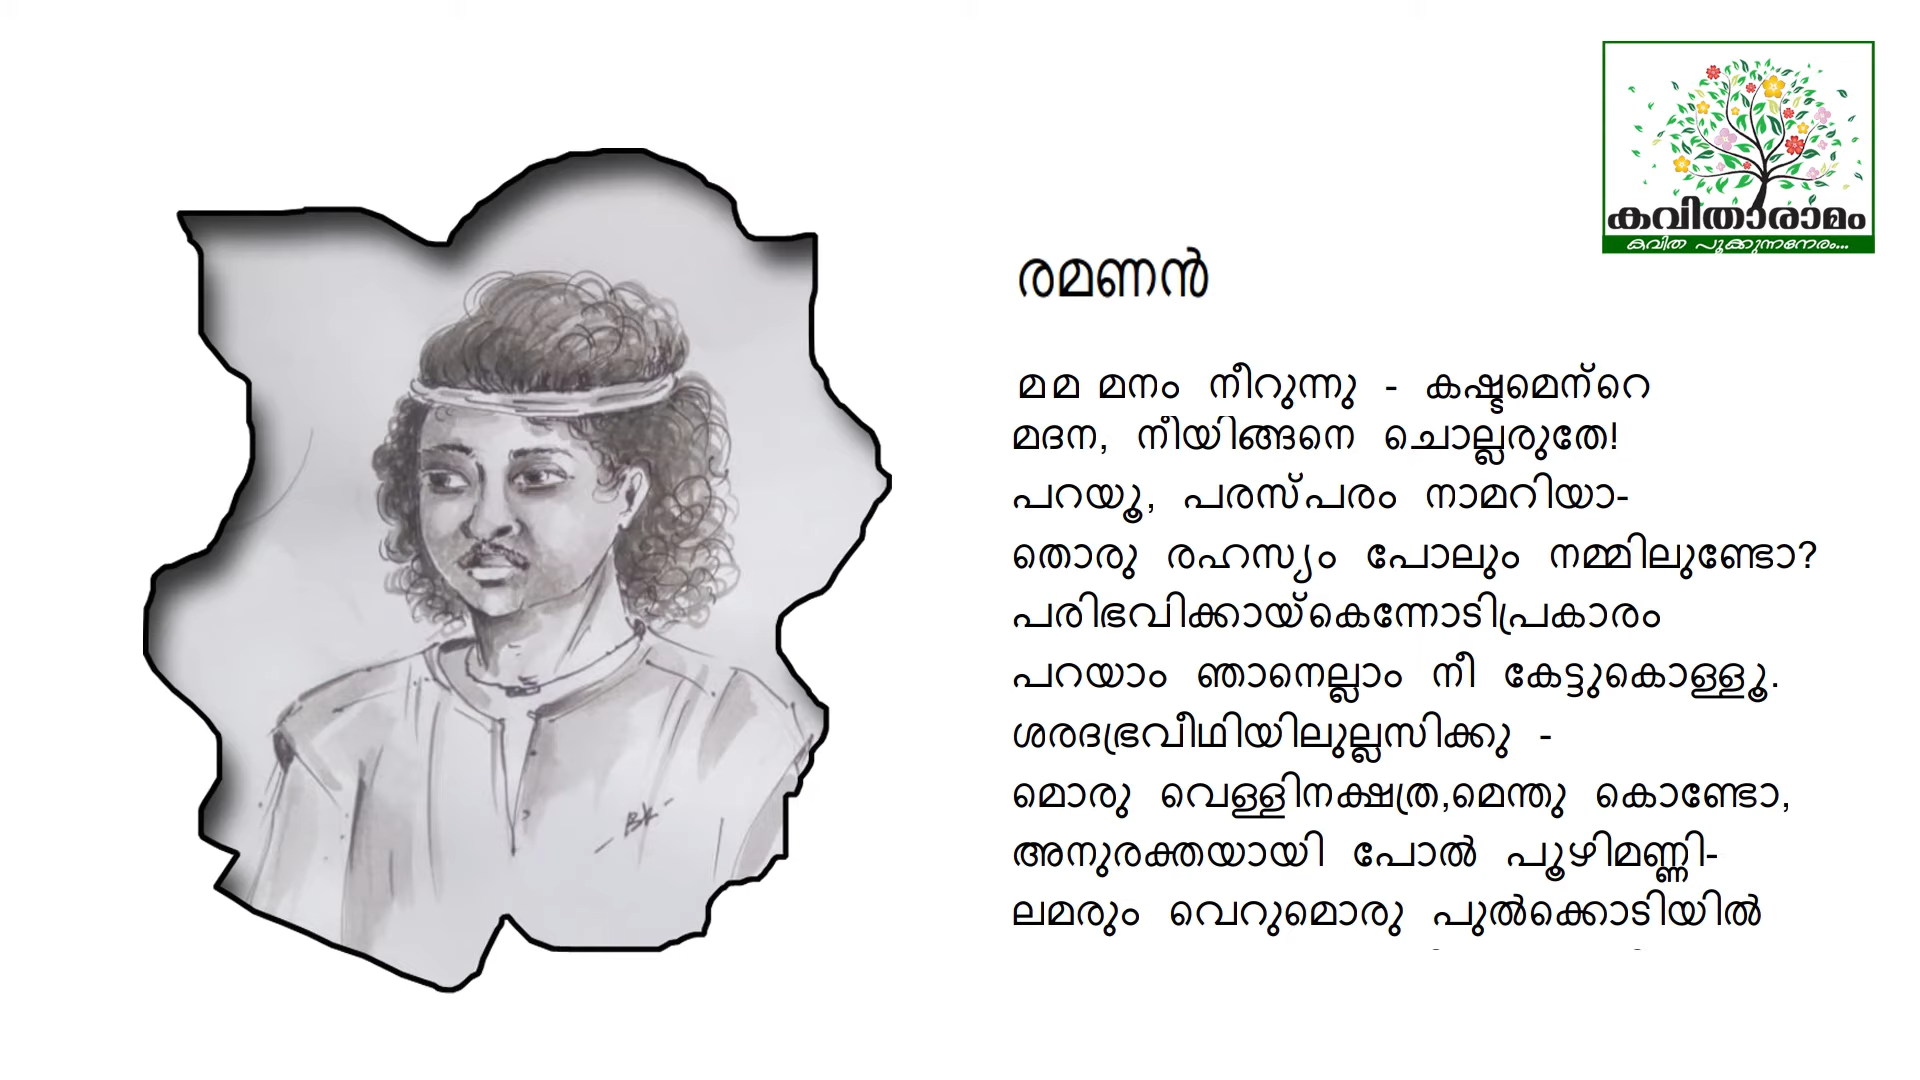 കവിതാരാമം
കവിത പൂക്കുന്നനേരം...
രമണൻ
മമ മനം നീറുന്നു - കഷ്ടമെന്റെ
മദന, നീയിങ്ങനെ ചൊല്ലരുതേ!
പറയൂ, പരസ്പരം നാമറിയാ-
തൊരു രഹസ്യം പോലും നമ്മിലുണ്ടോ?
പരിഭവിക്കായ്കെന്നോടിപ്രകാരം
പറയാം ഞാനെല്ലാം നീ കേട്ടുകൊള്ളൂ.
ശരദഭ്രവീഥിയിലുല്ലസിക്കു -
മൊരു വെള്ളിനക്ഷത്ര,മെന്തു കൊണ്ടോ,
അനുരക്തയായി പോൽ പൂഴിമണ്ണി-
ലമരും വെറുമൊരു പുൽക്കൊടിയിൽ
BK